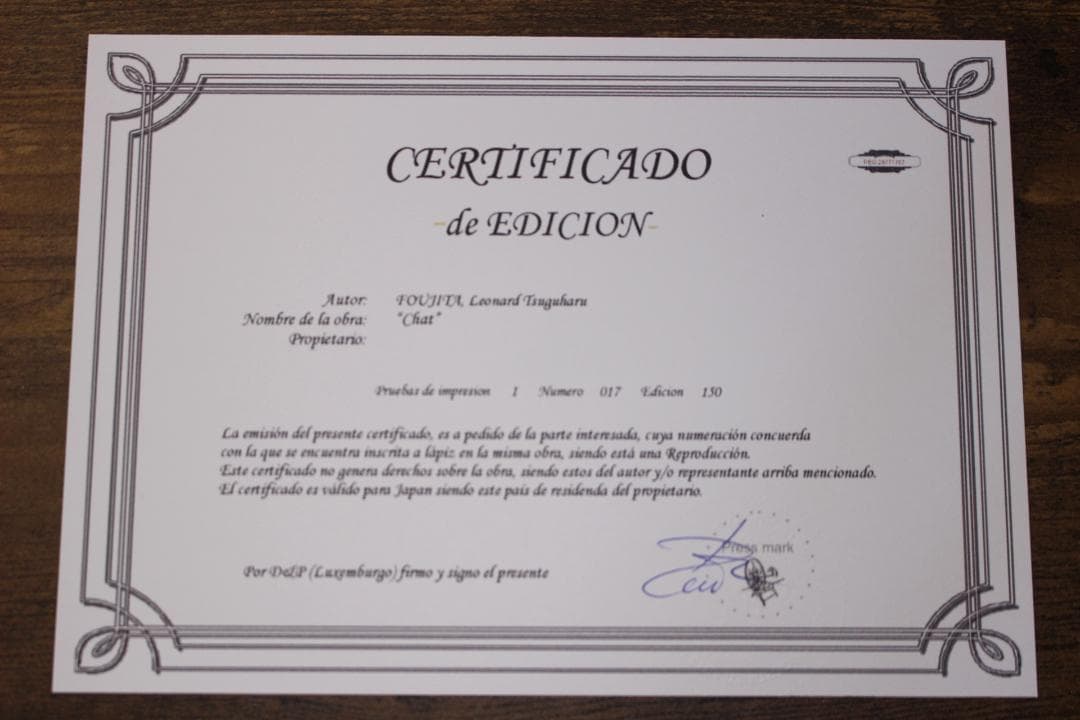 CERTIFICADO
-de EDICION-
Autor: FOUJITA, Leonard Tsuguharu
Nombre de la obra: "Chat"
Propietario:
Pruebas de impresion 1 Numero 017 Edicion 150
La emisión del presente certificado, es a pedido de la parte interesada, cuya numeración concuerda
con la que se encuentra inscrita a lápiz en la misma obra, siendo está una Reproducción.
Este certificado no genera derechos sobre la obra, siendo estos del autor y/o representante arriba mencionado.
El certificado es válido para Japan siendo este pais de residenda del propietario.
Press mark
Por D&P (Luxemburgo) firmo y signo el presente